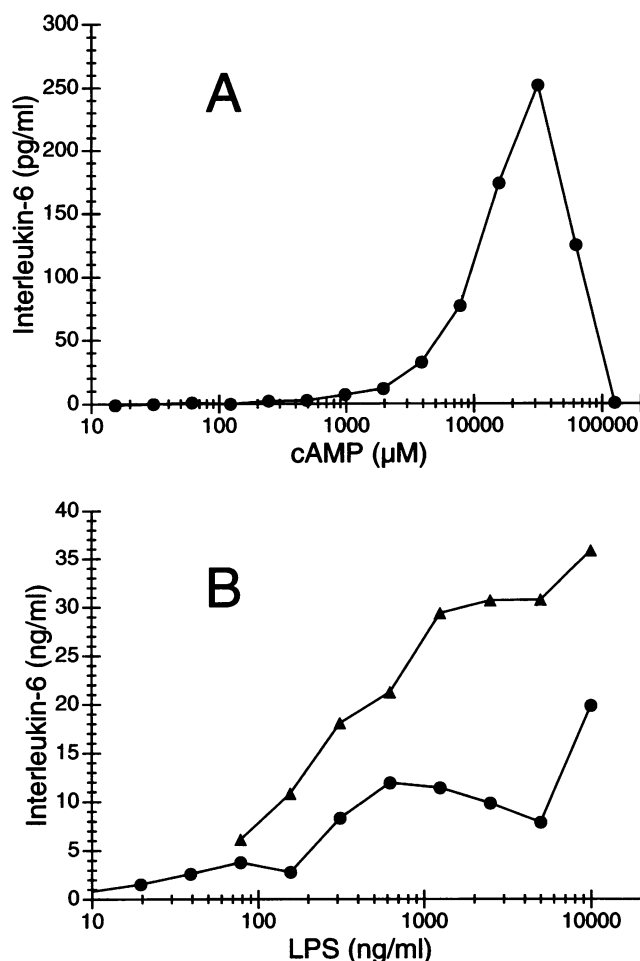 A
Interleukin-6 (pg/ml)
300
250
200
150
100
50
0
10 100 1000 10000 100000
cAMP (µM)
B
Interleukin-6 (ng/ml)
40
35
30
25
20
15
10
5
0
10 100 1000 10000
LPS (ng/ml)